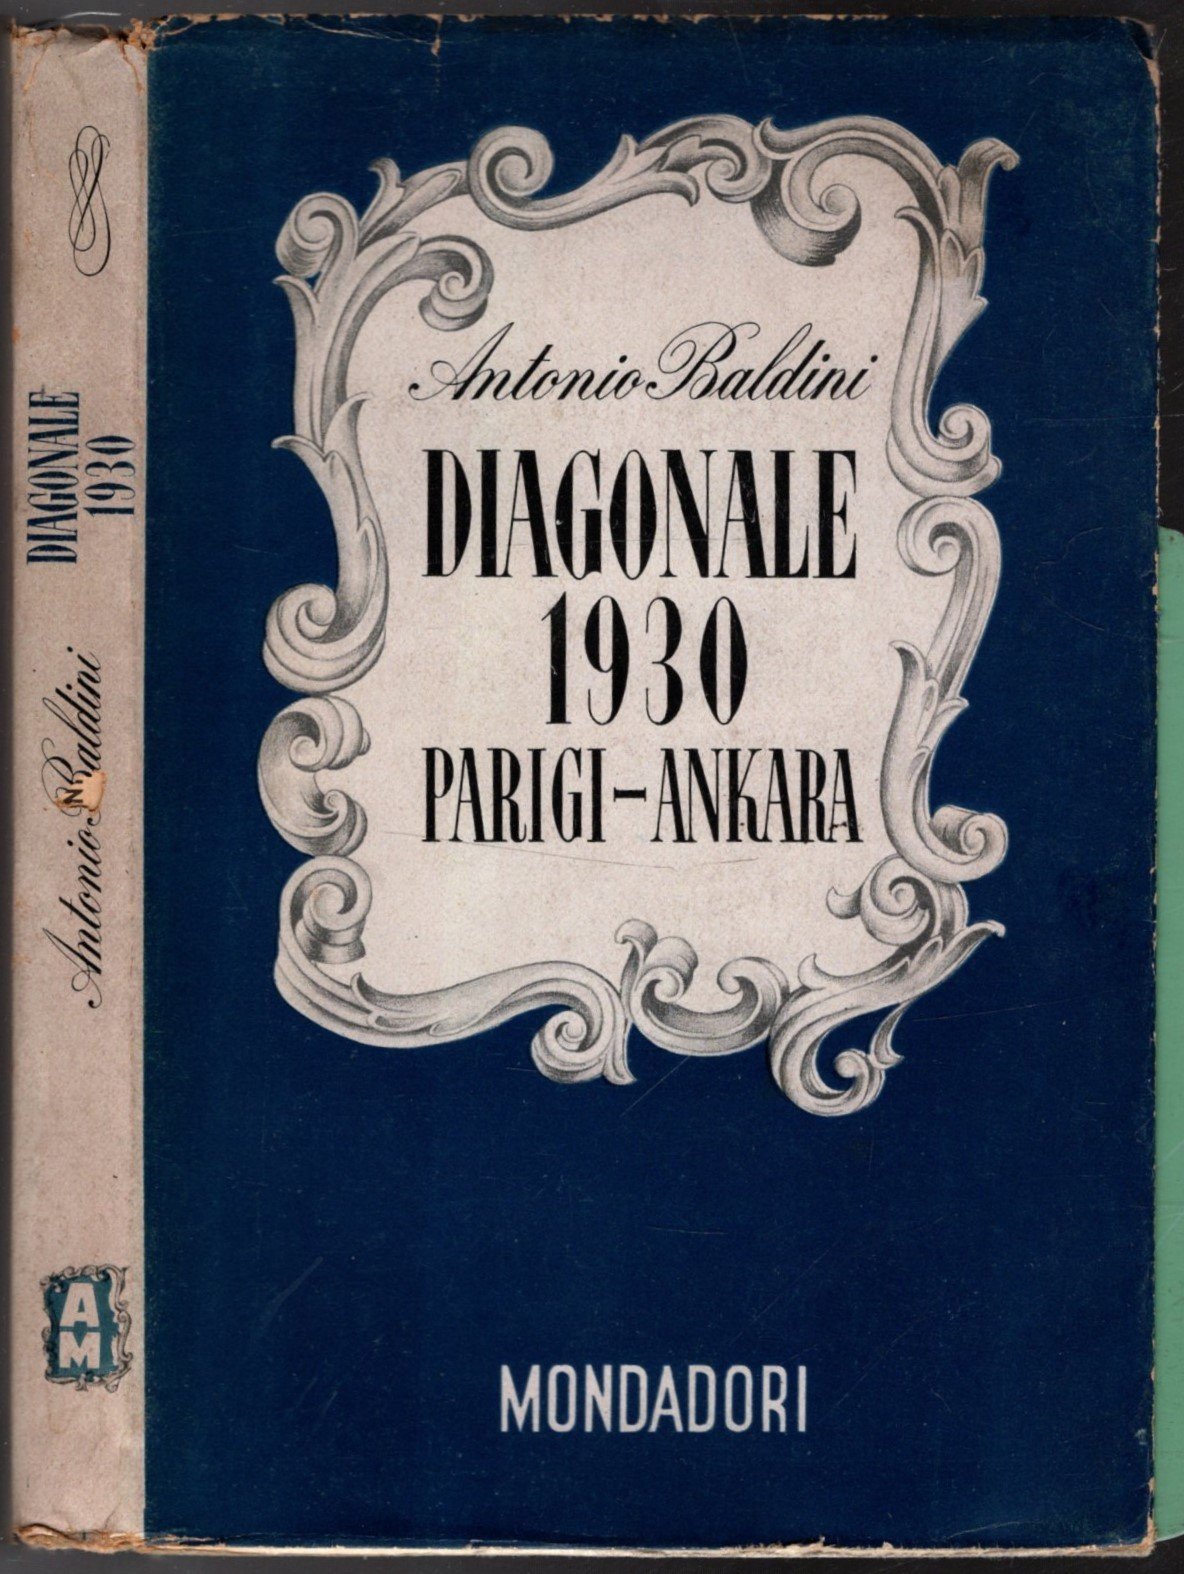 Antonio Baldini
DIAGONALE
1930
PARIGI-ANKARA
MONDADORI
DIAGONALE
1930
Antonio Baldini
A
M